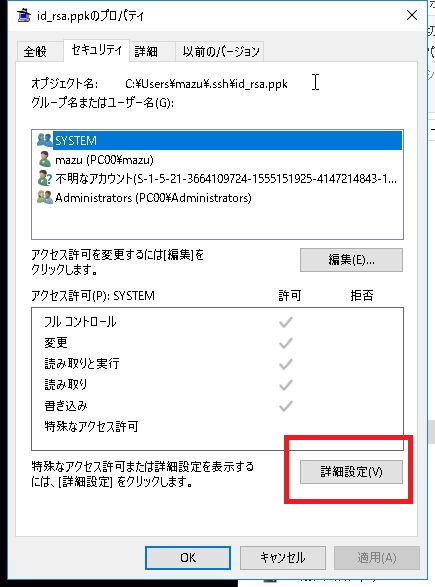 id_rsa.ppkのプロパティ
全般
セキュリティ
詳細
以前のバージョン
オブジェクト名: C:¥Users¥mazu¥.ssh¥id_rsa.ppk
グループ名またはユーザー名(G):
SYSTEM
mazu (PC00¥mazu)
不明なアカウント(S-1-5-21-3664109724-1555151925-4147214843-1...
Administrators (PC00¥Administrators)
アクセス許可を変更するには[編集]を
クリックします。
編集(E)...
アクセス許可(P): SYSTEM 許可 拒否
フル コントロール
変更
読み取りと実行
読み取り
書き込み
特殊なアクセス許可
特殊なアクセス許可または詳細設定を表示する
には、[詳細設定] をクリックします。
詳細設定(V)
OK
キャンセル
適用(A)